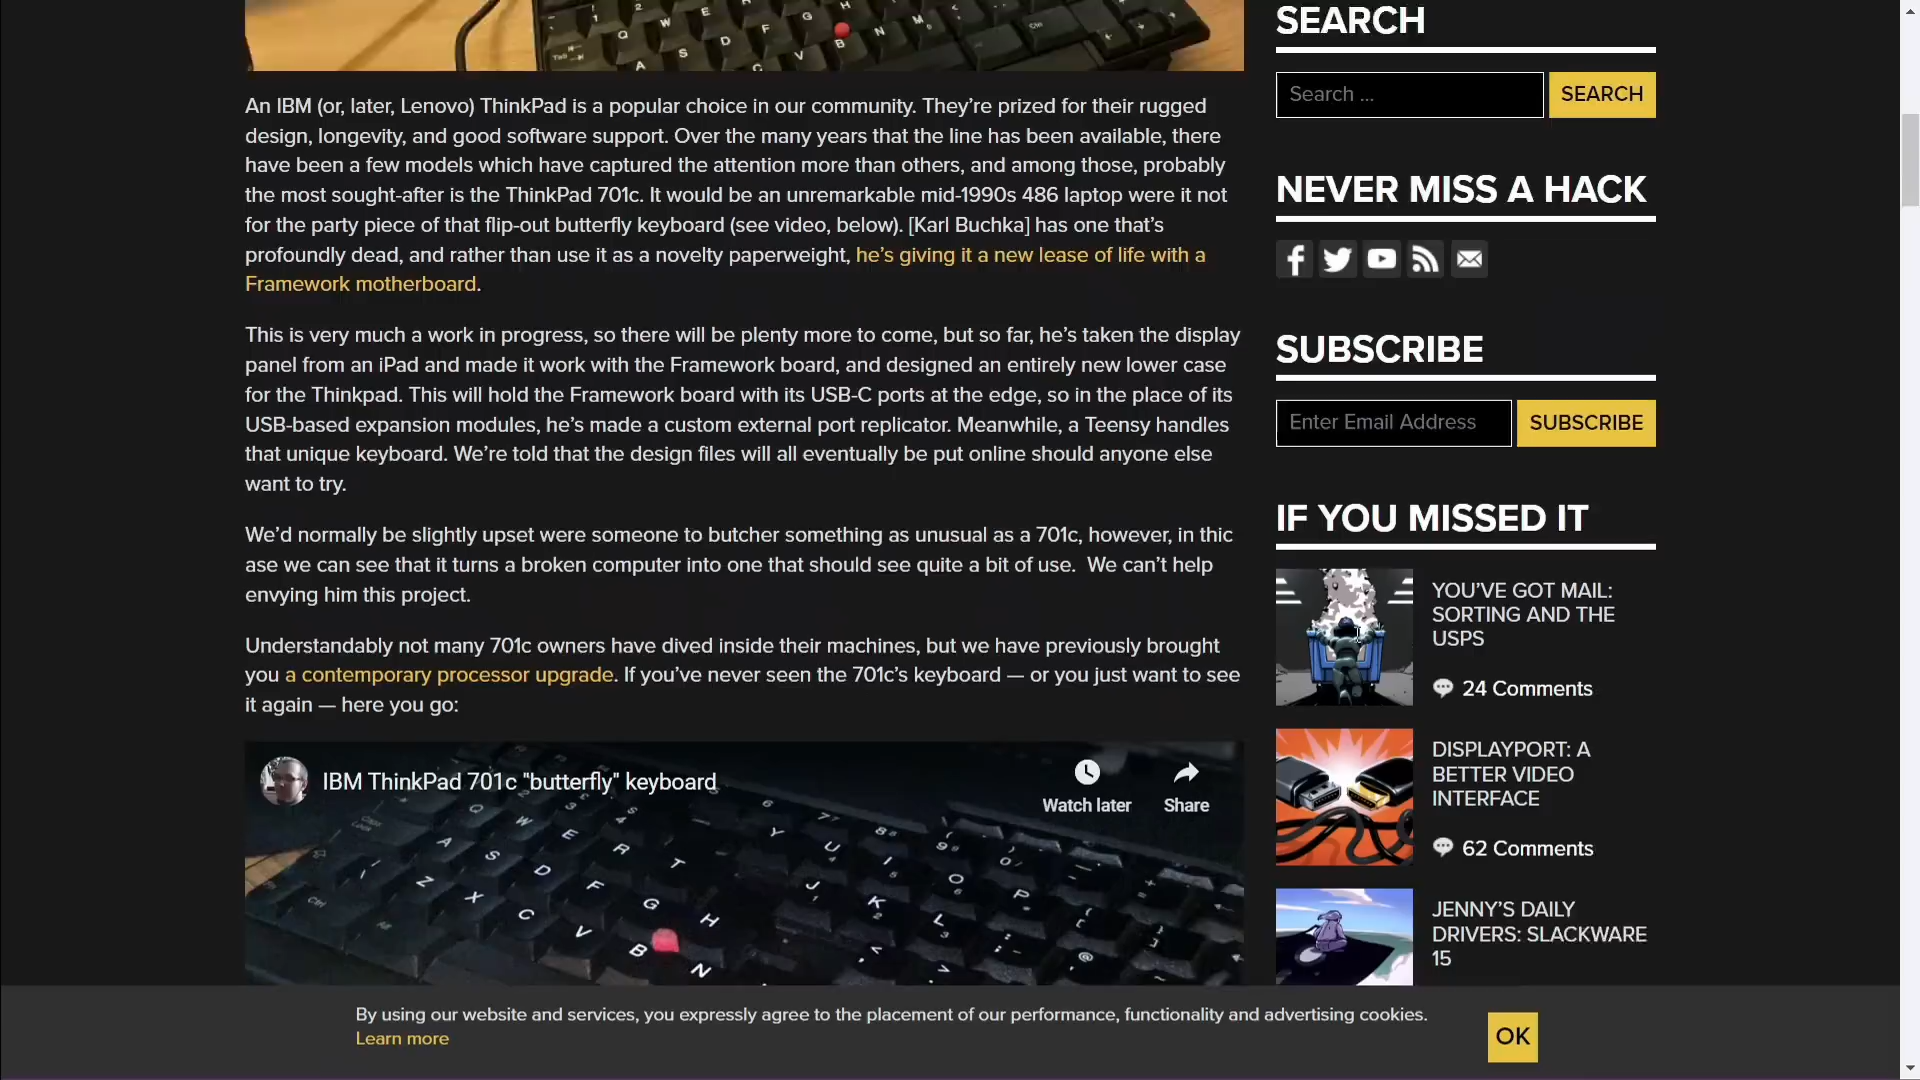 An IBM (or, later, Lenovo) ThinkPad is a popular choice in our community. They’re prized for their rugged
design, longevity, and good software support. Over the many years that the line has been available, there
have been a few models which have captured the attention more than others, and among those, probably
the most sought-after is the ThinkPad 701c. It would be an unremarkable mid-1990s 486 laptop were it not
for the party piece of that flip-out butterfly keyboard (see video, below). [Karl Buchka] has one that’s
profoundly dead, and rather than use it as a novelty paperweight, he’s giving it a new lease of life with a
Framework motherboard.
This is very much a work in progress, so there will be plenty more to come, but so far, he’s taken the display
panel from an iPad and made it work with the Framework board, and designed an entirely new lower case
for the Thinkpad. This will hold the Framework board with its USB-C ports at the edge, so in the place of its
USB-based expansion modules, he’s made a custom external port replicator. Meanwhile, a Teensy handles
that unique keyboard. We’re told that the design files will all eventually be put online should anyone else
want to try.
We’d normally be slightly upset were someone to butcher something as unusual as a 701c, however, in thic
ase we can see that it turns a broken computer into one that should see quite a bit of use.  We can’t help
envying him this project.
Understandably not many 701c owners have dived inside their machines, but we have previously brought
you a contemporary processor upgrade. If you’ve never seen the 701c’s keyboard — or you just want to see
it again — here you go:
IBM ThinkPad 701c "butterfly" keyboard
Watch later
Share
SEARCH
Search ...
SEARCH
NEVER MISS A HACK
SUBSCRIBE
Enter Email Address
SUBSCRIBE
IF YOU MISSED IT
YOU’VE GOT MAIL:
SORTING AND THE
USPS
24 Comments
DISPLAYPORT: A
BETTER VIDEO
INTERFACE
62 Comments
JENNY’S DAILY
DRIVERS: SLACKWARE
15
By using our website and services, you expressly agree to the placement of our performance, functionality and advertising cookies.
Learn more
OK